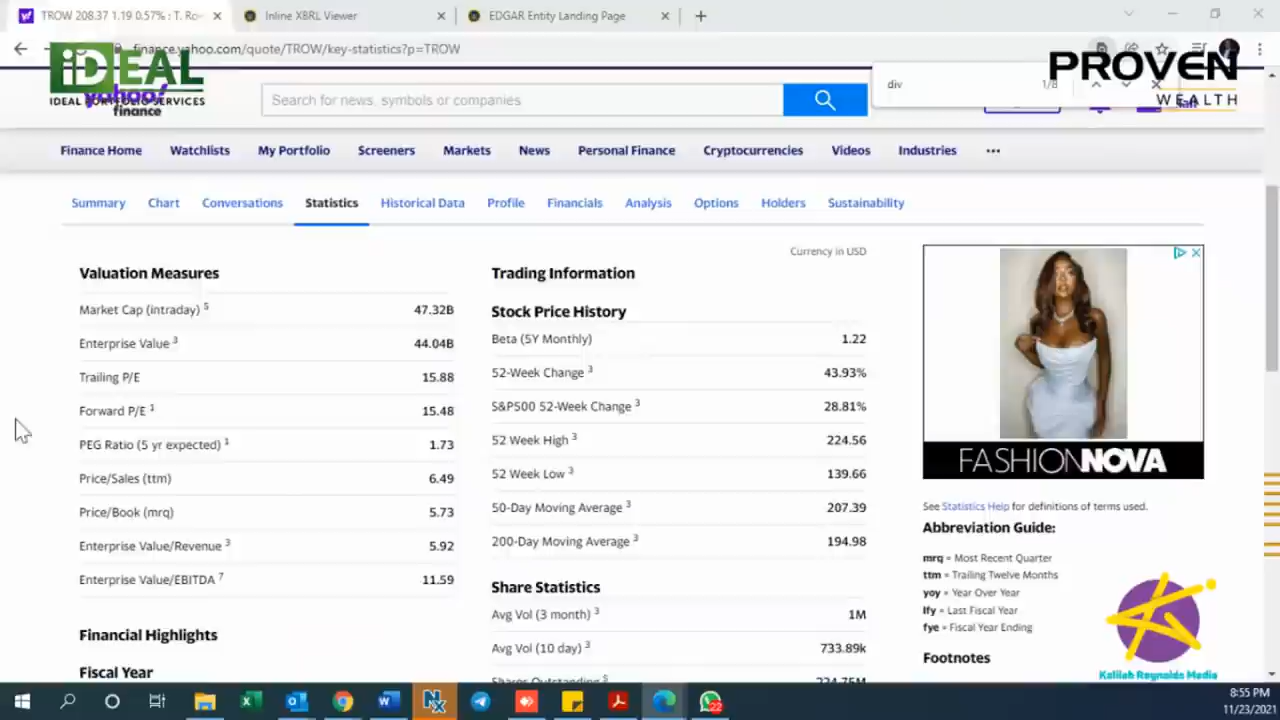 TROW 208.37 1.19 0.57% : T. Ro
Inline XBRL Viewer
EDGAR Entity Landing Page
finance.yahoo.com/quote/TROW/key-statistics?p=TROW
iDEAL
IDEAL PORTFOLIO SERVICES
yahoo!
finance
Search for news, symbols or companies
div
1/8
PROVEN
WEALTH
Finance Home Watchlists My Portfolio Screeners Markets News Personal Finance Cryptocurrencies Videos Industries ...
Summary Chart Conversations Statistics Historical Data Profile Financials Analysis Options Holders Sustainability
Currency in USD
Valuation Measures
Market Cap (intraday) 5 47.32B
Enterprise Value 3 44.04B
Trailing P/E 15.88
Forward P/E 1 15.48
PEG Ratio (5 yr expected) 1 1.73
Price/Sales (ttm) 6.49
Price/Book (mrq) 5.73
Enterprise Value/Revenue 3 5.92
Enterprise Value/EBITDA 7 11.59
Financial Highlights
Fiscal Year
Trading Information
Stock Price History
Beta (5Y Monthly) 1.22
52-Week Change 3 43.93%
S&P500 52-Week Change 3 28.81%
52 Week High 3 224.56
52 Week Low 3 139.66
50-Day Moving Average 3 207.39
200-Day Moving Average 3 194.98
Share Statistics
Avg Vol (3 month) 3 1M
Avg Vol (10 day) 3 733.89k
Shares Outstanding 5 224.75M
FASHIONNOVA
See Statistics Help for definitions of terms used.
Abbreviation Guide:
mrq = Most Recent Quarter
ttm = Trailing Twelve Months
yoy = Year Over Year
lfy = Last Fiscal Year
fye = Fiscal Year Ending
Footnotes
Kalilah Reynolds Media
22
8:55 PM
11/23/2021